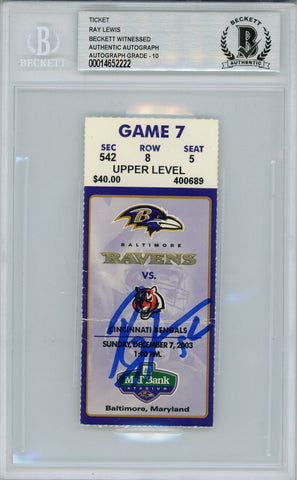 BECKETT
TICKET
RAY LEWIS
BECKETT WITNESSED
AUTHENTIC AUTOGRAPH
AUTOGRAPH GRADE - 10
00014652222
BECKETT
AUTHENTIC
GAME 7
SEC ROW SEAT
542 8 5
UPPER LEVEL
$40.00 400689
BALTIMORE
RAVENS
VS.
CINCINNATI BENGALS
SUNDAY, DECEMBER 7, 2003
1:00 P.M.
M&T Bank
STADIUM
Baltimore, Maryland